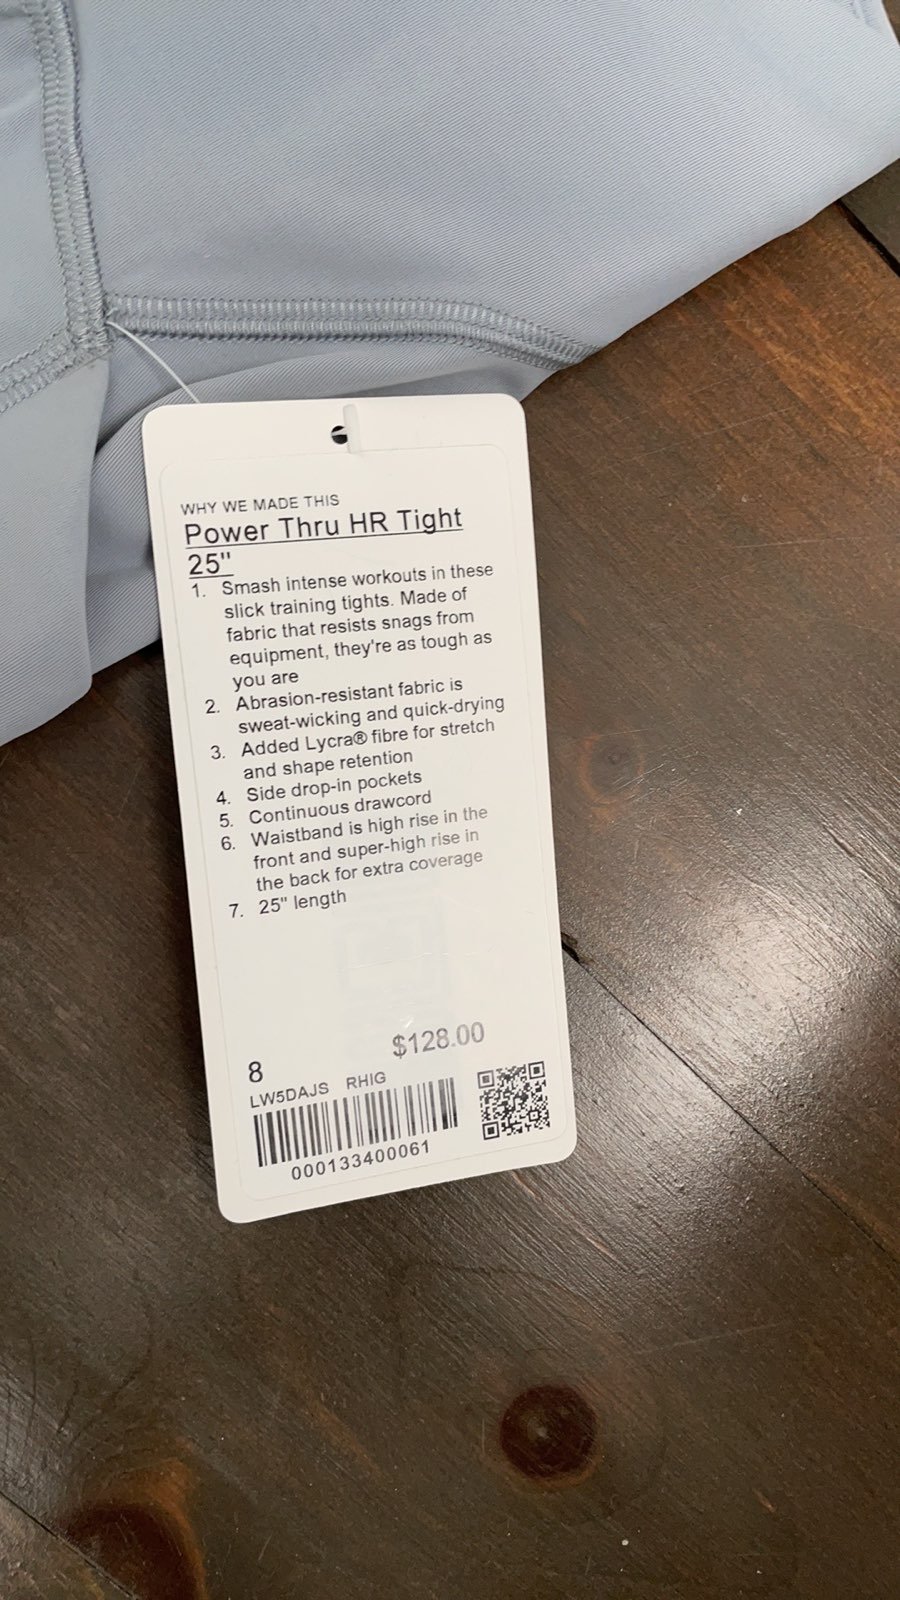 WHY WE MADE THIS
Power Thru HR Tight
25"
1. Smash intense workouts in these
slick training tights. Made of
fabric that resists snags from
equipment, they're as tough as
you are
2. Abrasion-resistant fabric is
sweat-wicking and quick-drying
3. Added Lycra® fibre for stretch
and shape retention
4. Side drop-in pockets
5. Continuous drawcord
6. Waistband is high rise in the
front and super-high rise in
the back for extra coverage
7. 25" length
8 $128.00
LW5DAJS RHIG
000133400061